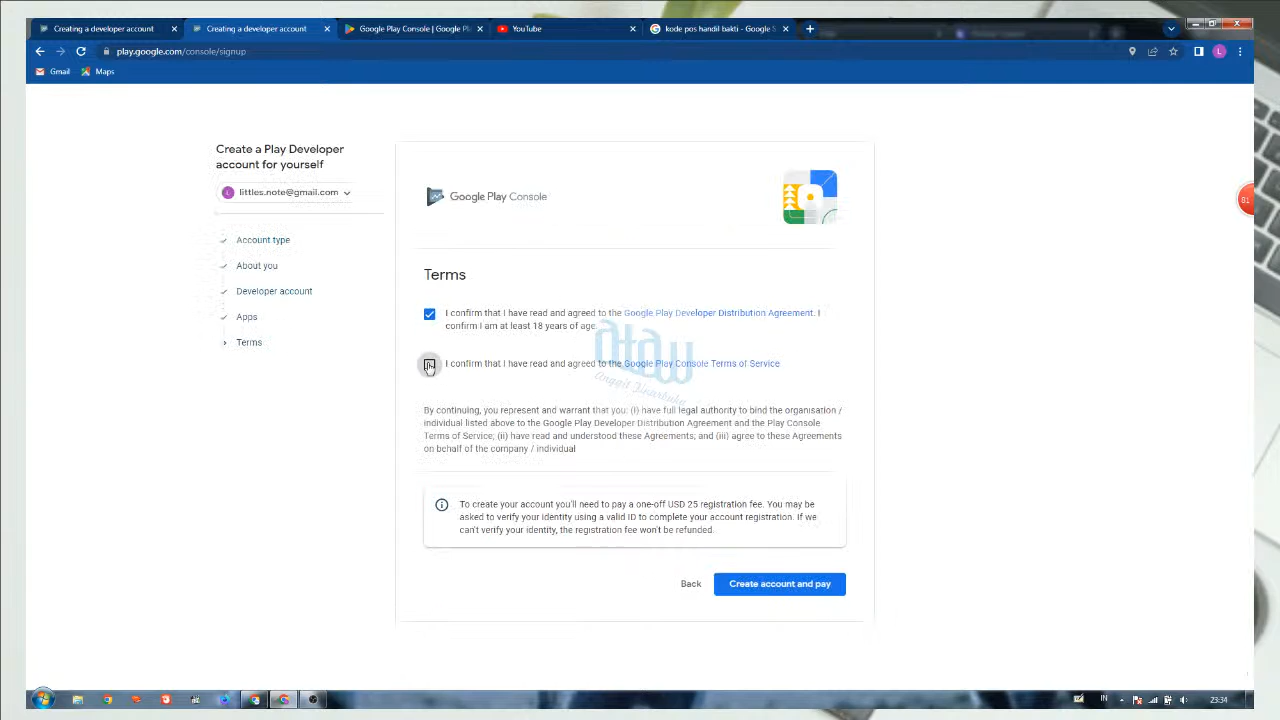 Creating a developer account
Creating a developer account
Google Play Console | Google Pl
YouTube
kode pos handil bakti - Google S
play.google.com/console/signup
Gmail
Maps
Create a Play Developer
account for yourself
littles.note@gmail.com
Account type
About you
Developer account
Apps
Terms
Google Play Console
Terms
I confirm that I have read and agreed to the Google Play Developer Distribution Agreement. I
confirm I am at least 18 years of age.
I confirm that I have read and agreed to the Google Play Console Terms of Service
By continuing, you represent and warrant that you: (i) have full legal authority to bind the organisation /
individual listed above to the Google Play Developer Distribution Agreement and the Play Console
Terms of Service; (ii) have read and understood these Agreements; and (iii) agree to these Agreements
on behalf of the company / individual
To create your account you'll need to pay a one-off USD 25 registration fee. You may be
asked to verify your identity using a valid ID to complete your account registration. If we
can't verify your identity, the registration fee won't be refunded.
Back
Create account and pay
IN
23:34